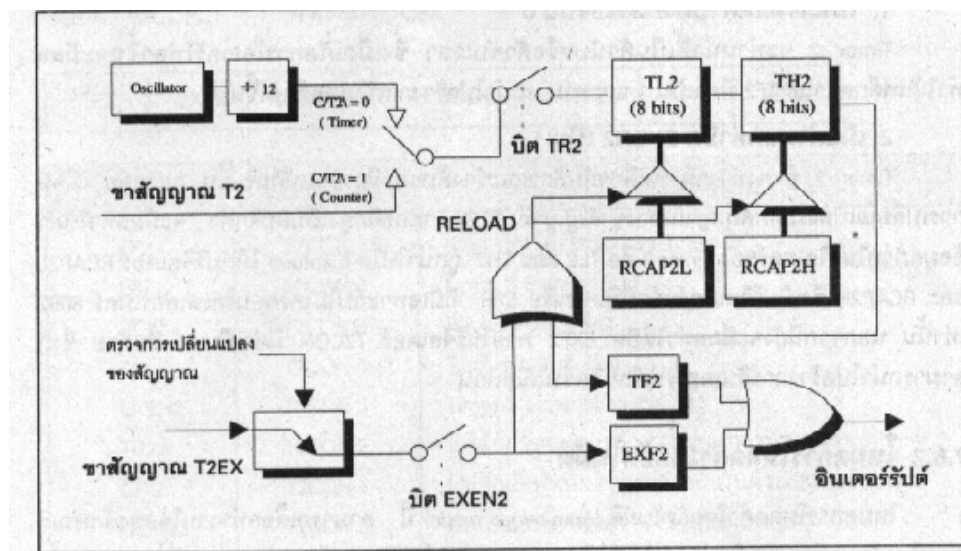 Oscillator
+ 12
C/T2\ = 0
( Timer )
C/T2\ = 1
( Counter )
ขาสัญญาณ T2
บิต TR2
TL2
(8 bits)
TH2
(8 bits)
RELOAD
RCAP2L
RCAP2H
ตรวจการเปลี่ยนแปลง
ของสัญญาณ
ขาสัญญาณ T2EX
บิต EXEN2
TF2
EXF2
อินเตอร์รัปต์